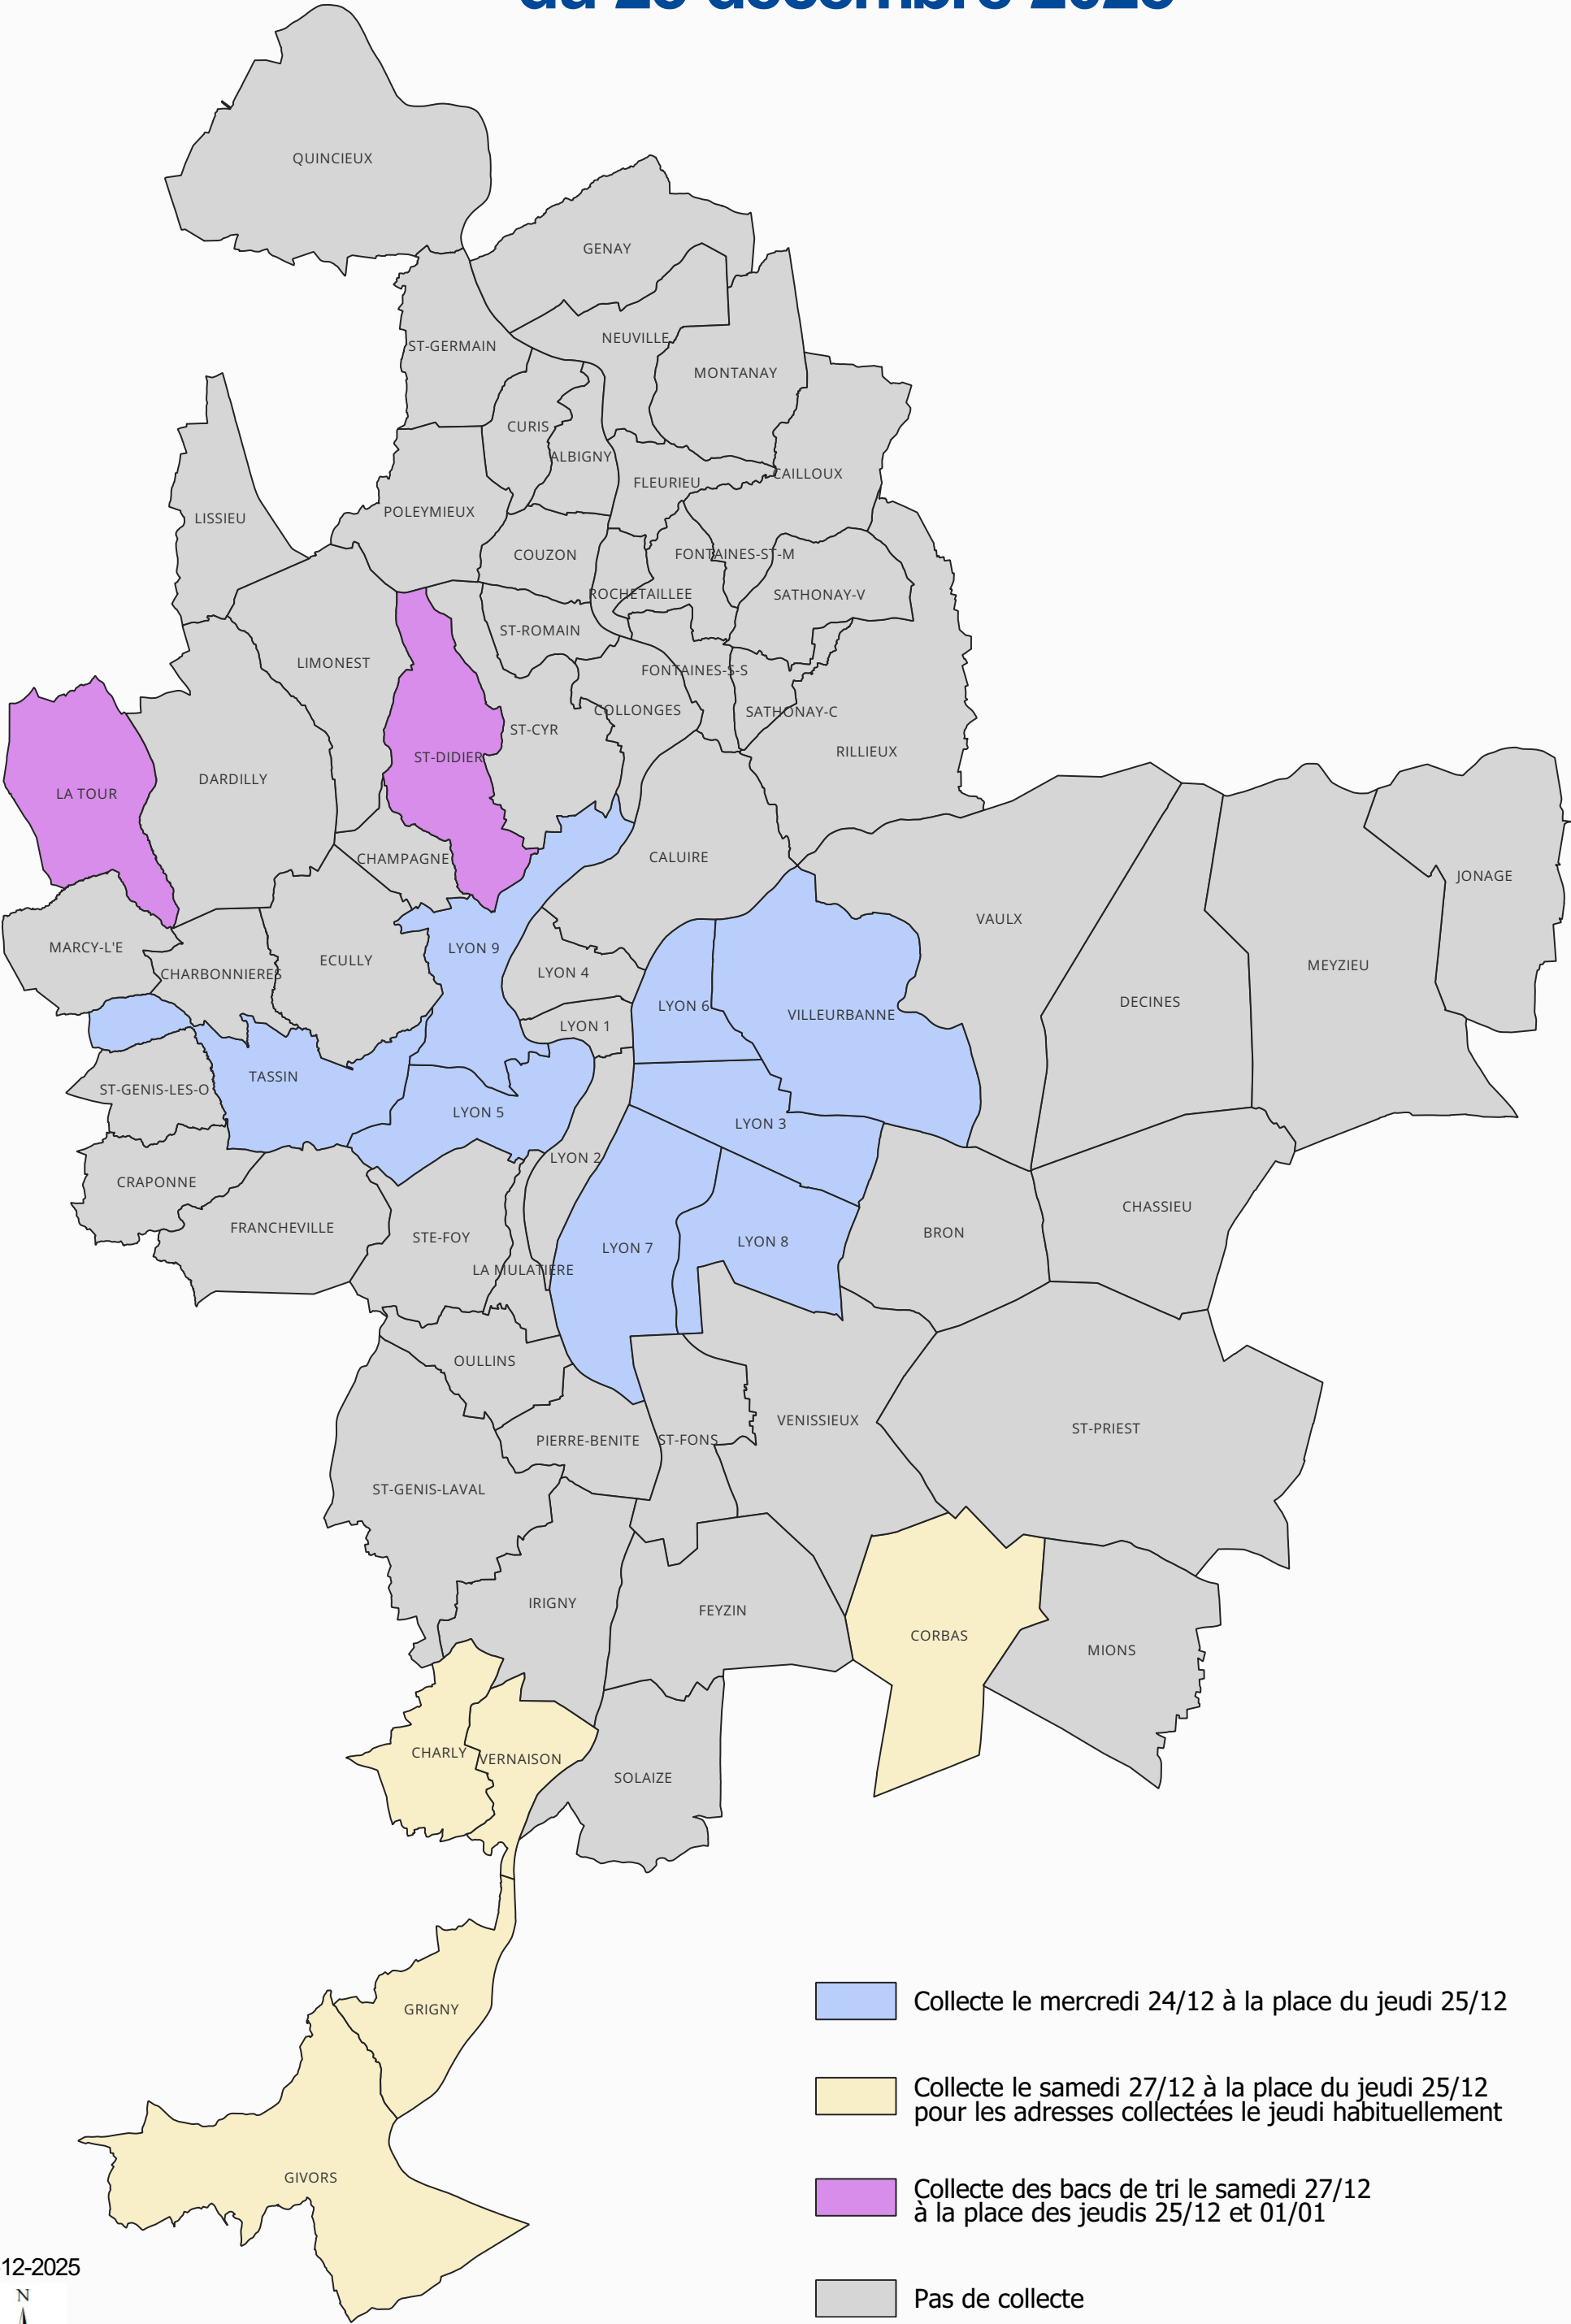 QUINCIEUX
GENAY
NEUVILLE
ST-GERMAIN
MONTANAY
CURIS
ALBIGNY
CAILLOUX
FLEURIEU
POLEYMIEUX
LISSIEU
COUZON
FONTAINES-ST-M
ROCHETAILLEE
SATHONAY-V
ST-ROMAIN
LIMONEST
FONTAINES-S-S
COLLONGES
SATHONAY-C
ST-CYR
RILLIEUX
ST-DIDIER
DARDILLY
LA TOUR
CHAMPAGNE
CALUIRE
JONAGE
VAULX
MARCY-L'E
LYON 9
ECULLY
MEYZIEU
CHARBONNIERES
LYON 4
DECINES
LYON 6
VILLEURBANNE
LYON 1
TASSIN
ST-GENIS-LES-O
LYON 5
LYON 3
LYON 2
CRAPONNE
CHASSIEU
FRANCHEVILLE
BRON
STE-FOY
LYON 8
LYON 7
LA MULATIERE
OULLINS
VENISSIEUX
ST-PRIEST
PIERRE-BENITE
ST-FONS
ST-GENIS-LAVAL
IRIGNY
FEYZIN
CORBAS
MIONS
CHARLY
VERNAISON
SOLAIZE
GRIGNY
GIVORS
Collecte le mercredi 24/12 à la place du jeudi 25/12
Collecte le samedi 27/12 à la place du jeudi 25/12
pour les adresses collectées le jeudi habituellement
Collecte des bacs de tri le samedi 27/12
à la place des jeudis 25/12 et 01/01
Pas de collecte
12-2025
N